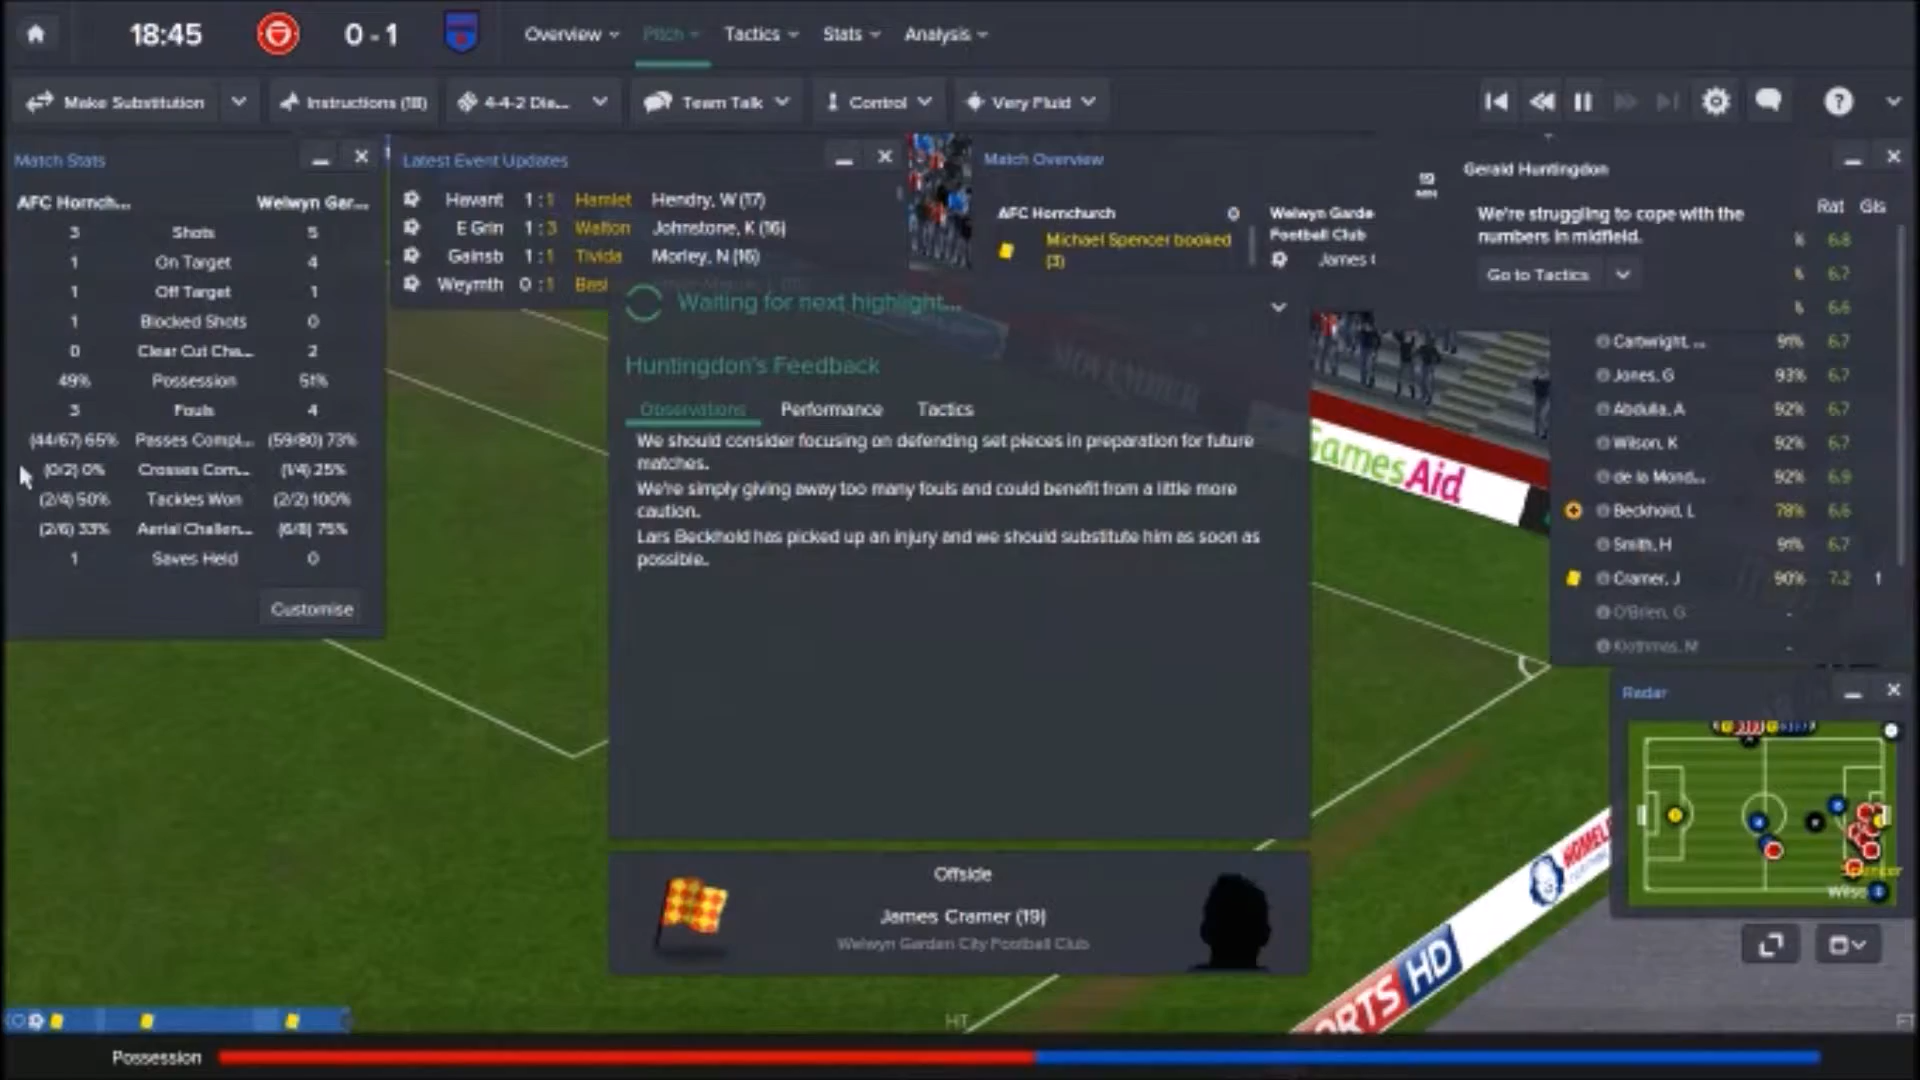 18:45
0 - 1
Overview
Pitch
Tactics
Stats
Analysis
Make Substitution
Instructions (18)
4-4-2 Dia...
Team Talk
Control
Very Fluid
?
Match Stats
AFC Hornch...
Welwyn Gar...
3 Shots 5
1 On Target 4
1 Off Target 1
1 Blocked Shots 0
0 Clear Cut Cha... 2
49% Possession 51%
3 Fouls 4
(44/67) 65% Passes Compl... (59/80) 73%
(0/2) 0% Crosses Com... (1/4) 25%
(2/4) 50% Tackles Won (2/2) 100%
(2/6) 33% Aerial Challen... (6/8) 75%
1 Saves Held 0
Customise
Latest Event Updates
Havant 1 : 1 Hamlet Hendry, W (17)
E Grin 1 : 3 Walton Johnstone, K (16)
Gainsb 1 : 1 Tivida Morley, N (16)
Weymth 0 : 1 Basi
Match Overview
AFC Hornchurch 0
Michael Spencer booked
(3)
Welwyn Garde
Football Club
James
19
MIN
Gerald Huntingdon
We're struggling to cope with the
numbers in midfield.
Go to Tactics
Rat Gls
% 6.8
% 6.7
% 6.6
Cartwright, ... 91% 6.7
Jones, G 93% 6.7
Abdulla, A 92% 6.7
Wilson, K 92% 6.7
de la Mond... 92% 6.9
Beckhold, L 78% 6.6
Smith, H 91% 6.7
Cramer, J 90% 7.2 1
O'Brien, G -
Klothmas, M -
Waiting for next highlight...
Huntingdon's Feedback
Observations
Performance
Tactics
We should consider focusing on defending set pieces in preparation for future
matches.
We're simply giving away too many fouls and could benefit from a little more
caution.
Lars Beckhold has picked up an injury and we should substitute him as soon as
possible.
GamesAid
Offside
James Cramer (19)
Welwyn Garden City Football Club
Radar
Spencer
Wilso
HOMELE
ORTS HD
HT
FT
Possession